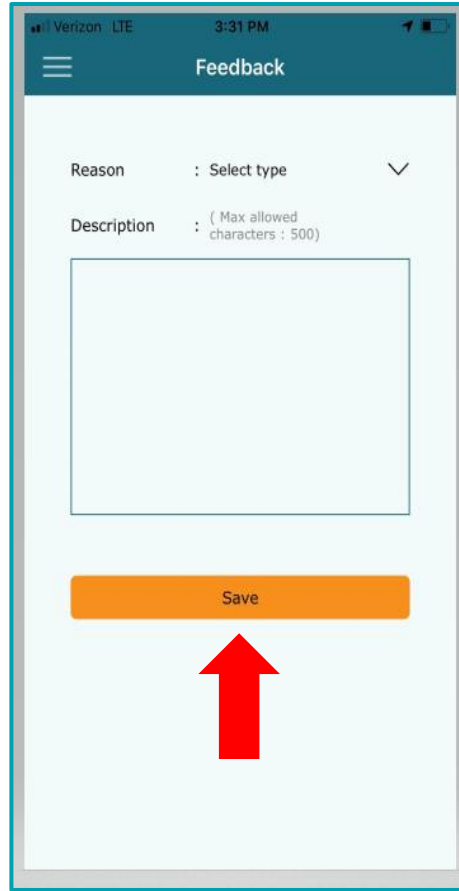 Verizon LTE 3:31 PM
Feedback
Reason : Select type
Description : ( Max allowed
characters : 500)
Save